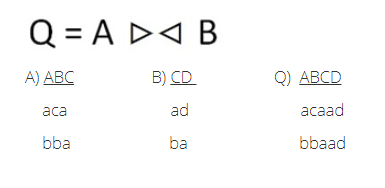 Q = A ▷◁ B
A) ABC B) CD Q) ABCD
aca ad acaad
bba ba bbaad